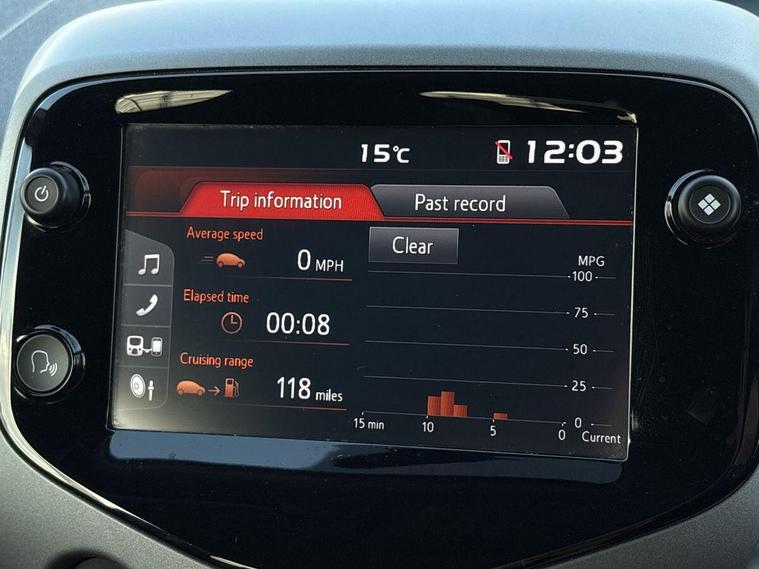 15℃ 12:03
Trip information Past record
Average speed Clear
0 MPH MPG
100
75
Elapsed time
00:08
50
Cruising range
25
118 miles
0
15 min 10 5 0 Current